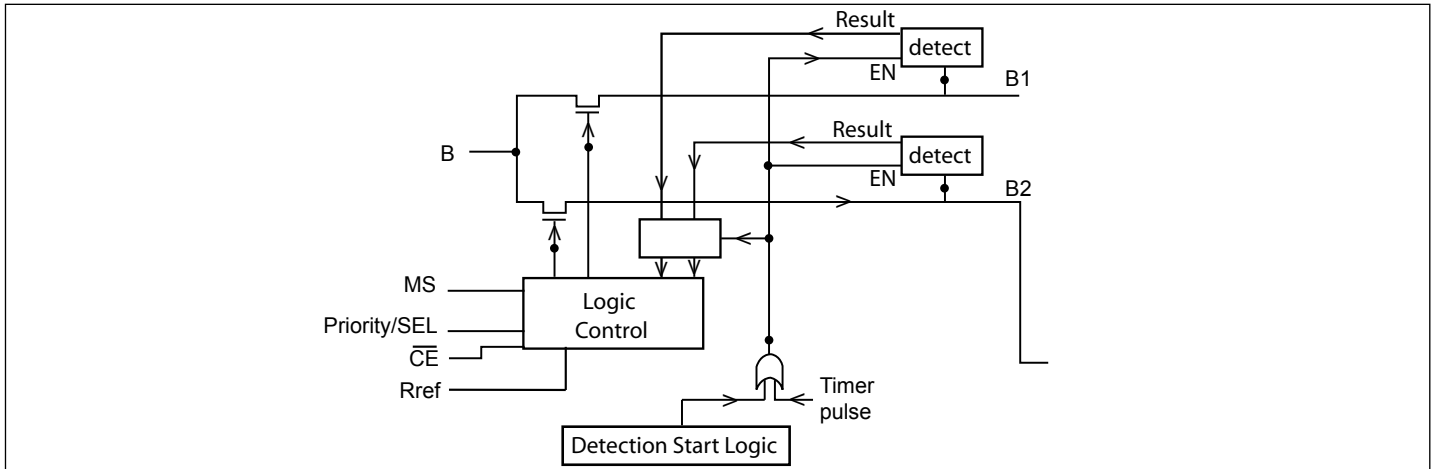 Result
detect
EN
B1
Result
detect
EN
B
B2
MS
Logic
Control
Priority/SEL
CE
Rref
Timer
pulse
Detection Start Logic